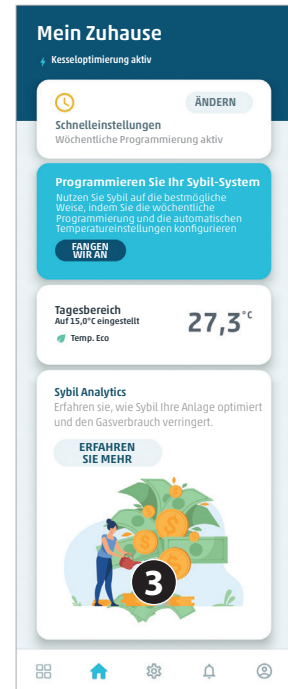 Mein Zuhause
Kesseloptimierung aktiv
ÄNDERN
Schnelleinstellungen
Wöchentliche Programmierung aktiv
Programmieren Sie Ihr Sybil-System
Nutzen Sie Sybil auf die bestmögliche
Weise, indem Sie die wöchentliche
Programmierung und die automatischen
Temperatureinstellungen konfigurieren
FANGEN
WIR AN
Tagesbereich
Auf 15,0°C eingestellt
27,3°C
Temp. Eco
Sybil Analytics
Erfahren sie, wie Sybil Ihre Anlage optimiert
und den Gasverbrauch verringert.
ERFAHREN
SIE MEHR
3